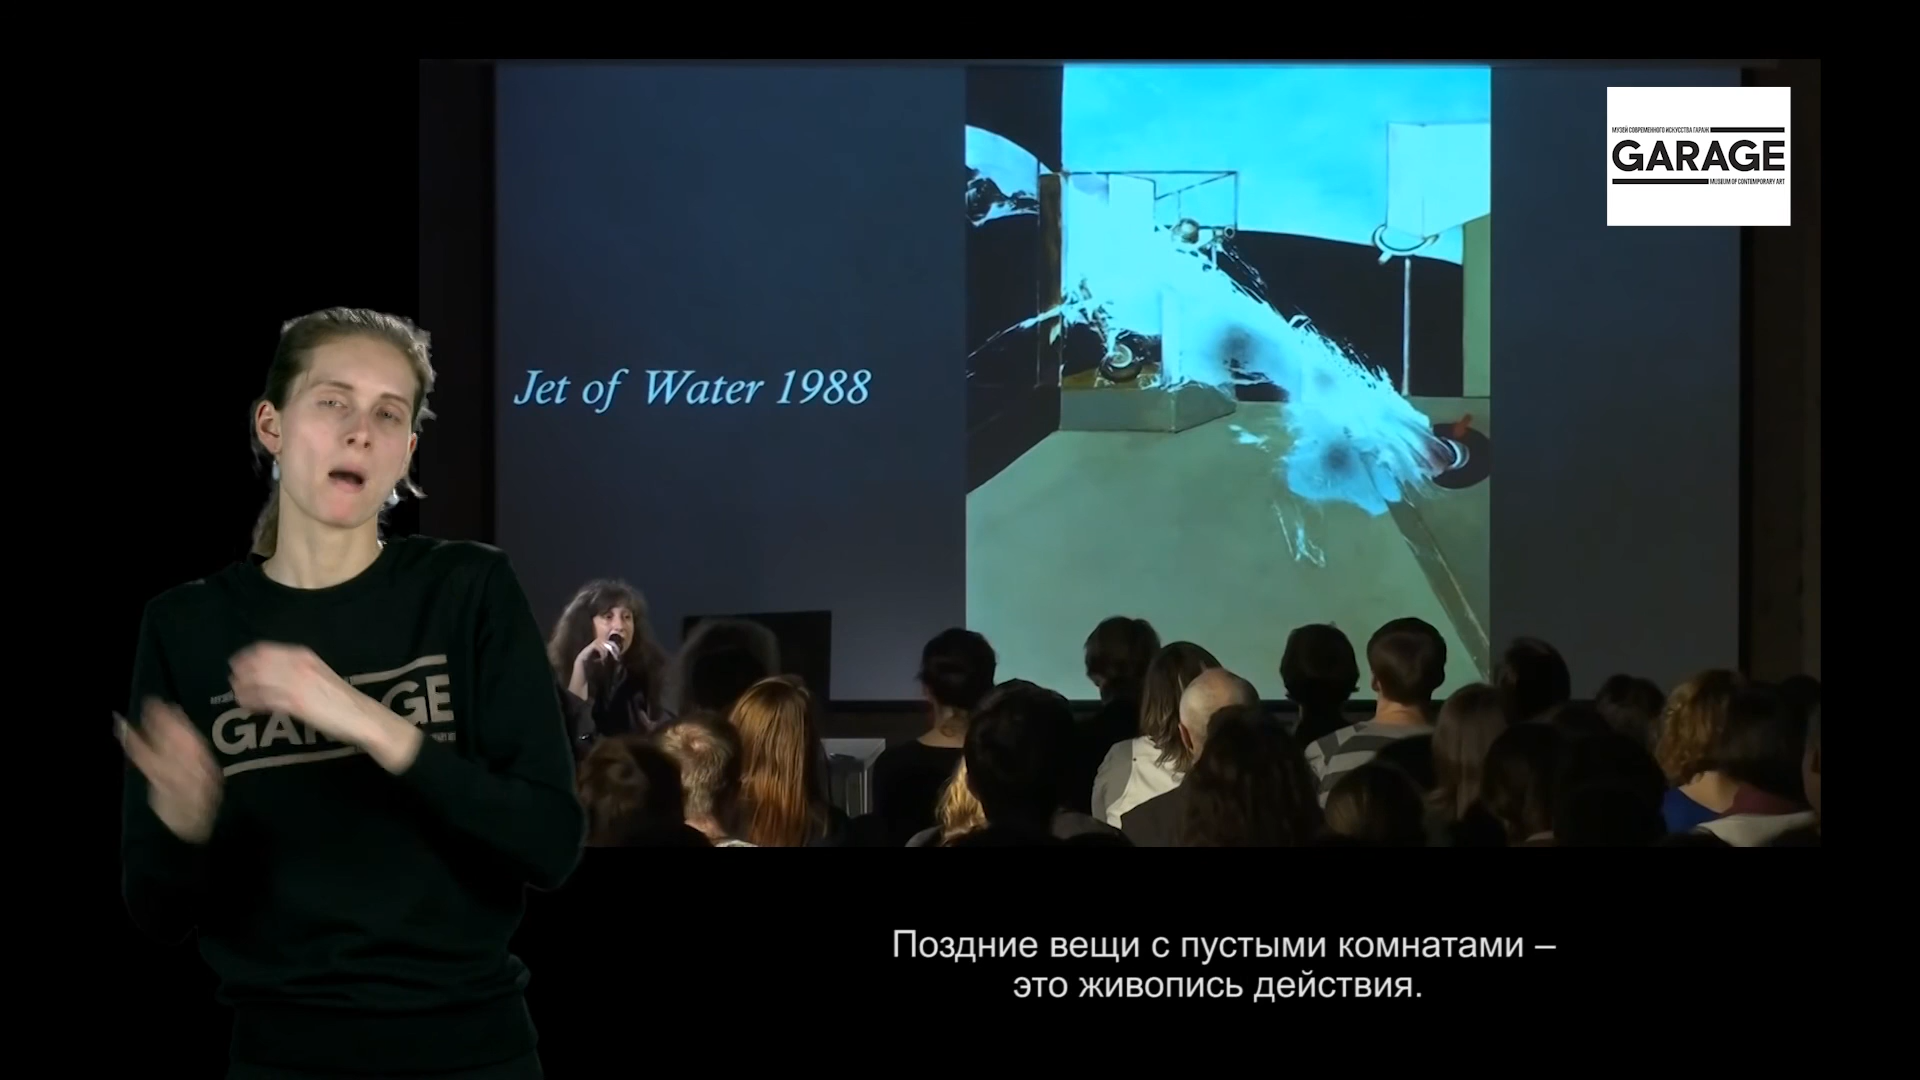 МУЗЕЙ СОВРЕМЕННОГО ИСКУССТВА ГАРАЖ
GARAGE
MUSEUM OF CONTEMPORARY ART
Jet of Water 1988
GARAGE
Поздние вещи с пустыми комнатами –
это живопись действия.